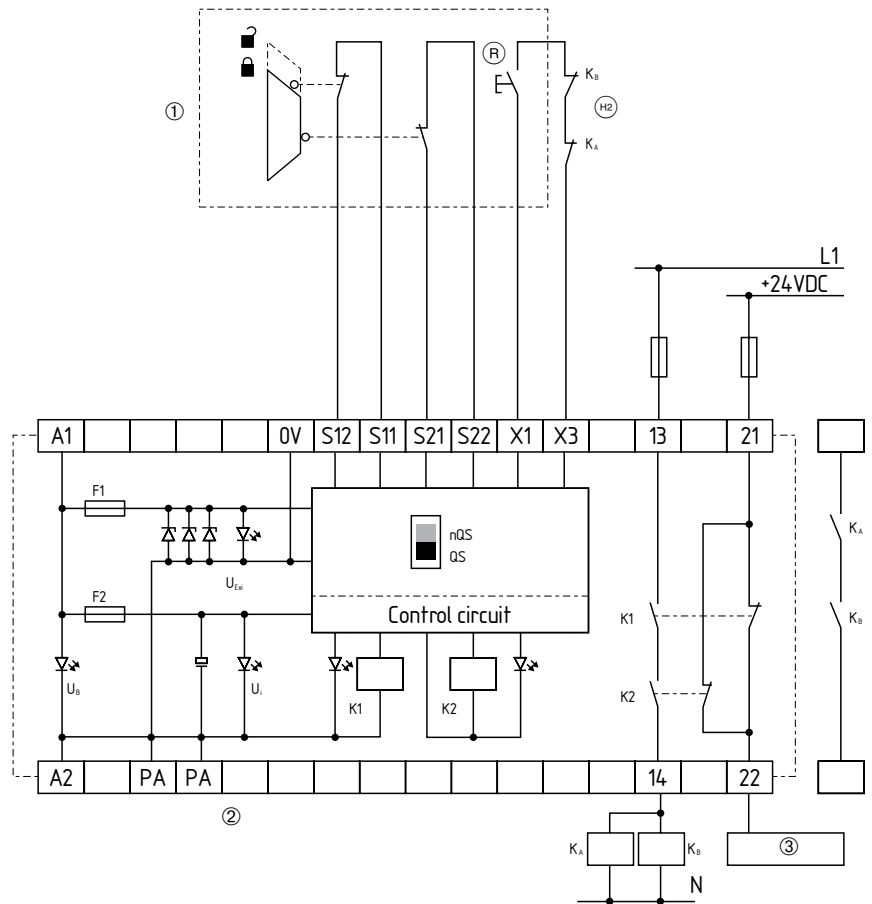 ①
R
K_B
H2
K_A
L1
+24VDC
A1 0V S12 S11 S21 S22 X1 X3 13 21
F1
nQS
QS
U_Exi
K_A
F2
Control circuit
K1
K_B
U_B
U_i
K1
K2
K2
A2 PA PA 14 22
②
K_A
K_B
③
N